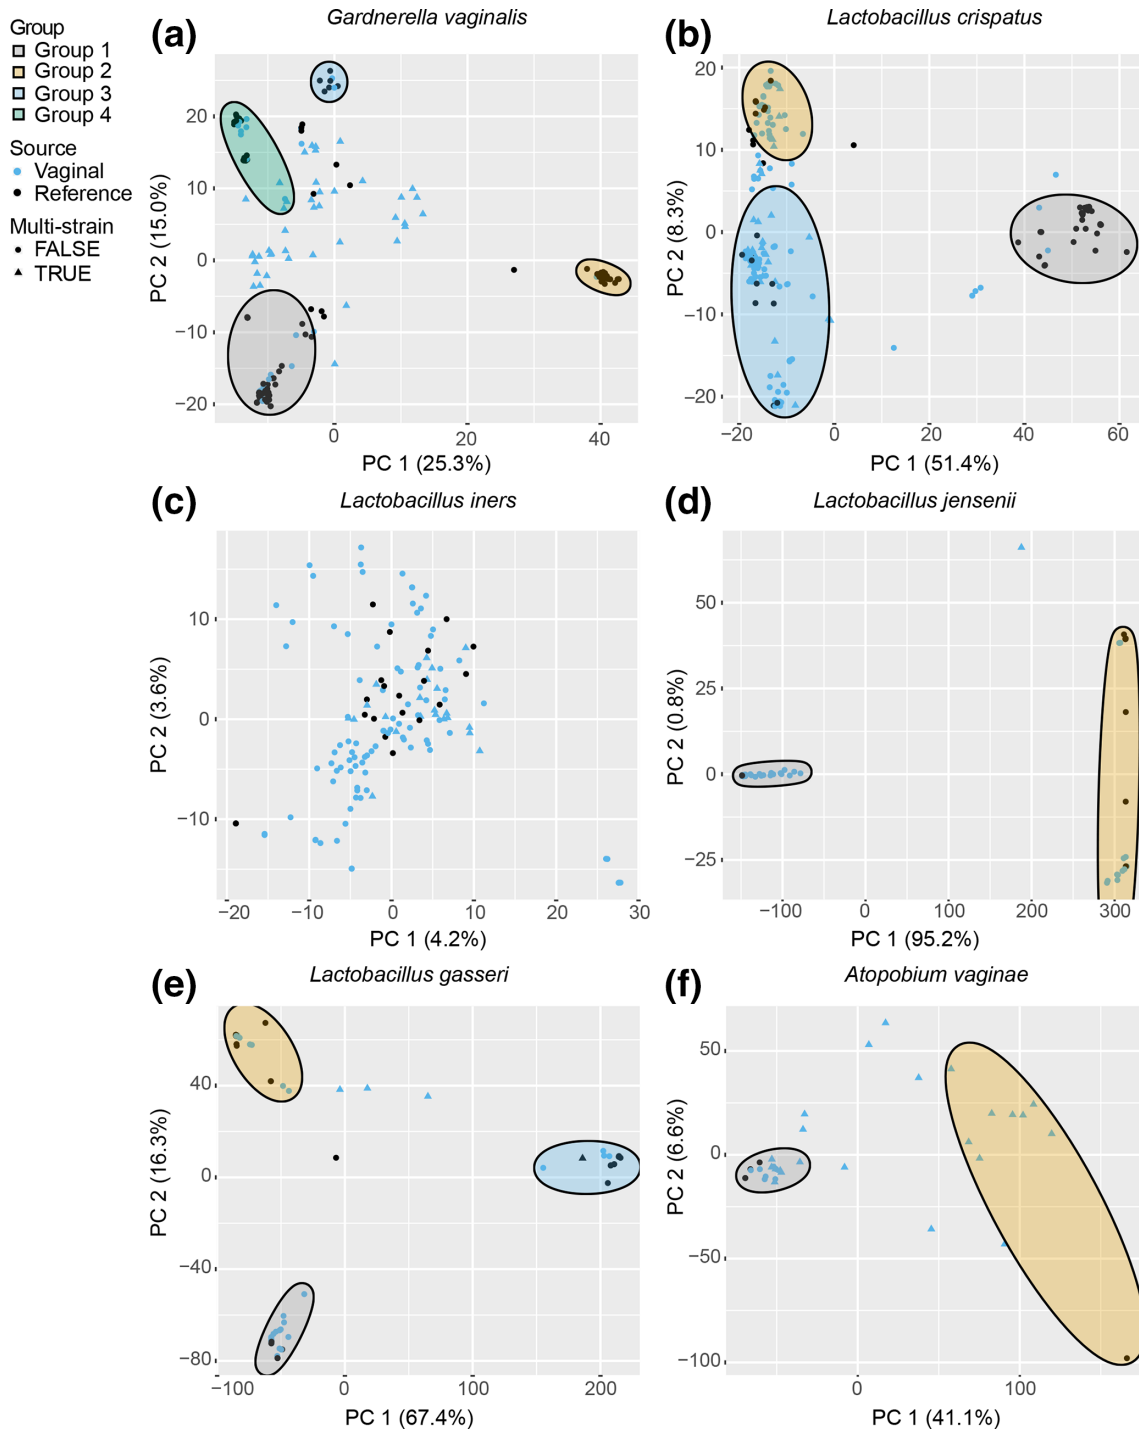 Group
Group 1
Group 2
Group 3
Group 4
Source
Vaginal
Reference
Multi-strain
FALSE
TRUE
(a)
Gardnerella vaginalis
PC 2 (15.0%)
20
10
0
−10
−20
0
20
40
PC 1 (25.3%)
(b)
Lactobacillus crispatus
PC 2 (8.3%)
20
10
0
−10
−20
−20
0
20
40
60
PC 1 (51.4%)
(c)
Lactobacillus iners
PC 2 (3.6%)
10
0
−10
−20
−10
0
10
20
30
PC 1 (4.2%)
(d)
Lactobacillus jensenii
PC 2 (0.8%)
50
25
0
−25
−100
0
100
200
300
PC 1 (95.2%)
(e)
Lactobacillus gasseri
PC 2 (16.3%)
40
0
−40
−80
−100
0
100
200
PC 1 (67.4%)
(f)
Atopobium vaginae
PC 2 (6.6%)
50
0
−50
−100
0
100
PC 1 (41.1%)